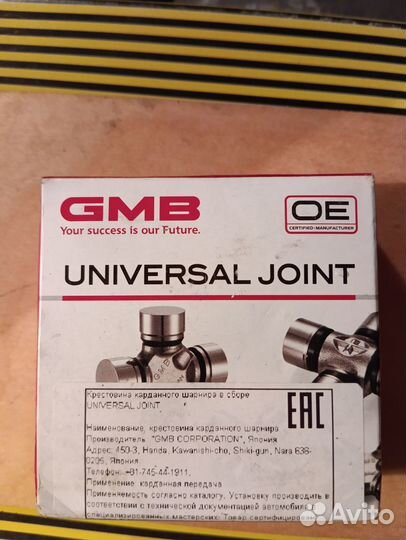 GMB
Your success is our Future.
OE
CERTIFIED-MANUFACTURER
UNIVERSAL JOINT
GMB
Крестовина карданного шарнира в сборе
UNIVERSAL JOINT.
EAC
Наименование: крестовина карданного шарнира
Производитель: "GMB CORPORATION", Япония
Адрес: 450-3, Handa, Kawanishi-cho, Shiki-gun, Nara 636-
0295, Япония
Телефон: +81-745-44-1911.
Применение: карданная передача
Применяемость согласно каталогу. Установку производить в
соответствии с технической документацией автомобиля
специализированных мастерских. Товар сертифицирован
Avito